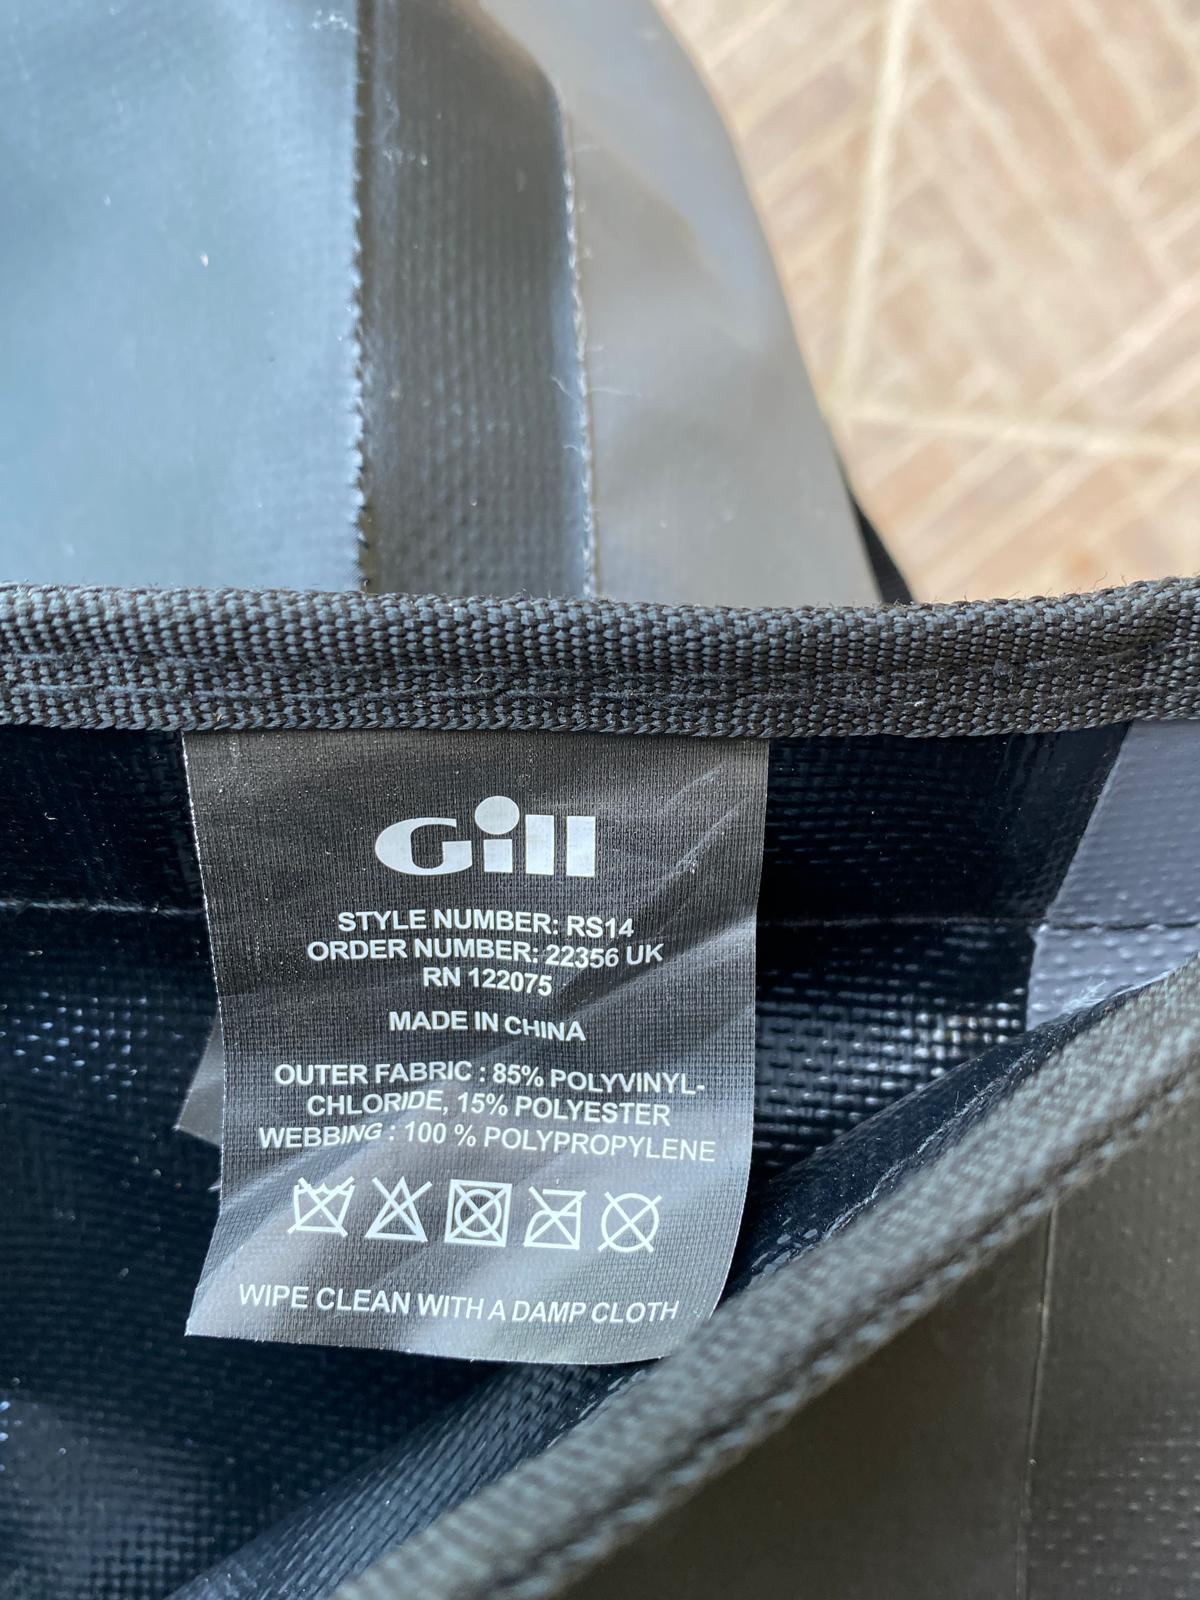 Gill
STYLE NUMBER: RS14
ORDER NUMBER: 22356 UK
RN 122075
MADE IN CHINA
OUTER FABRIC : 85% POLYVINYL-
CHLORIDE, 15% POLYESTER
WEBBING : 100 % POLYPROPYLENE
WIPE CLEAN WITH A DAMP CLOTH